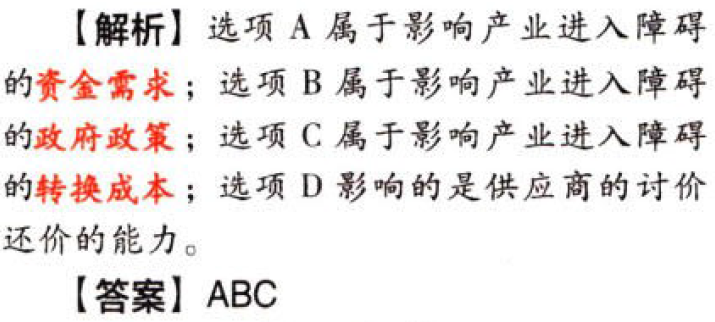 【解析】选项 A 属于影响产业进入障碍
的资金需求；选项 B 属于影响产业进入障碍
的政府政策；选项 C 属于影响产业进入障碍
的转换成本；选项 D 影响的是供应商的讨价
还价的能力。
【答案】ABC